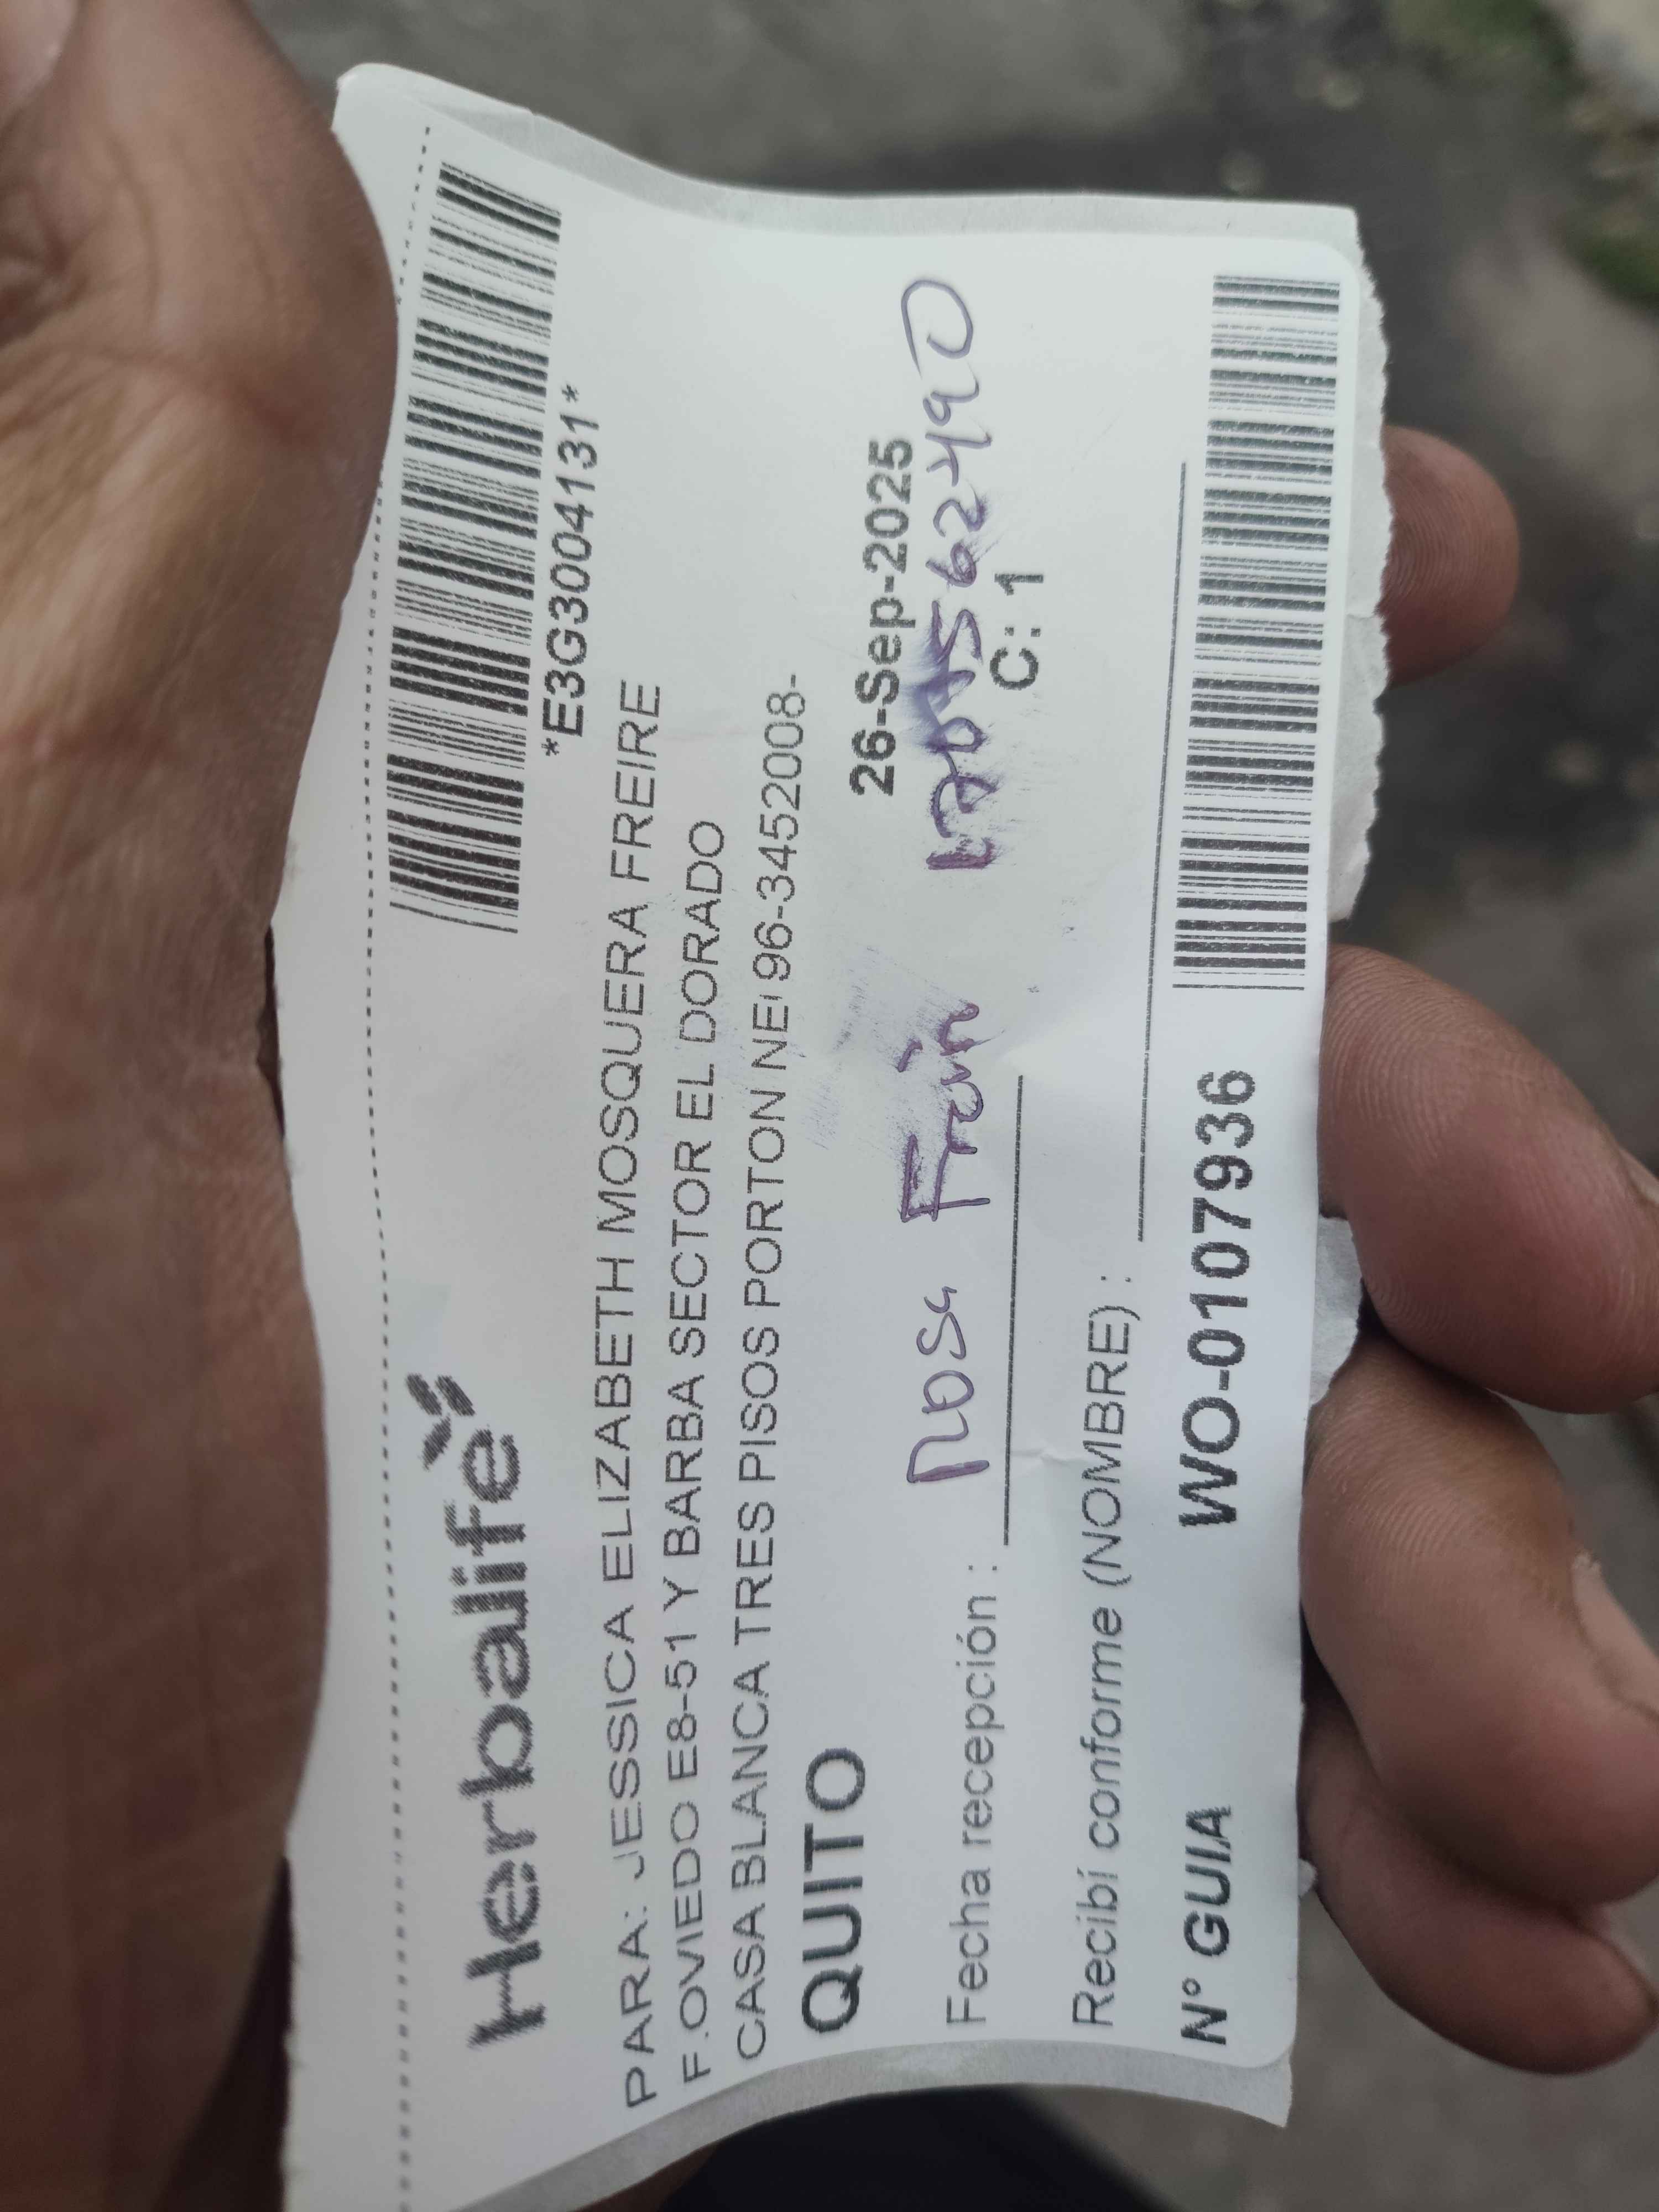 Herbalife
*E3G3004131*
PARA: JESSICA ELIZABETH MOSQUERA FREIRE
F.OVIEDO E8-51 Y BARBA SECTOR EL DORADO
CASA BLANCA TRES PISOS PORTON NE 96-3452008-
QUITO
26-Sep-2025
Rosa
Fecha recepción :
C: 1
Recibí conforme (NOMBRE) :
N° GUIA WO-0107936